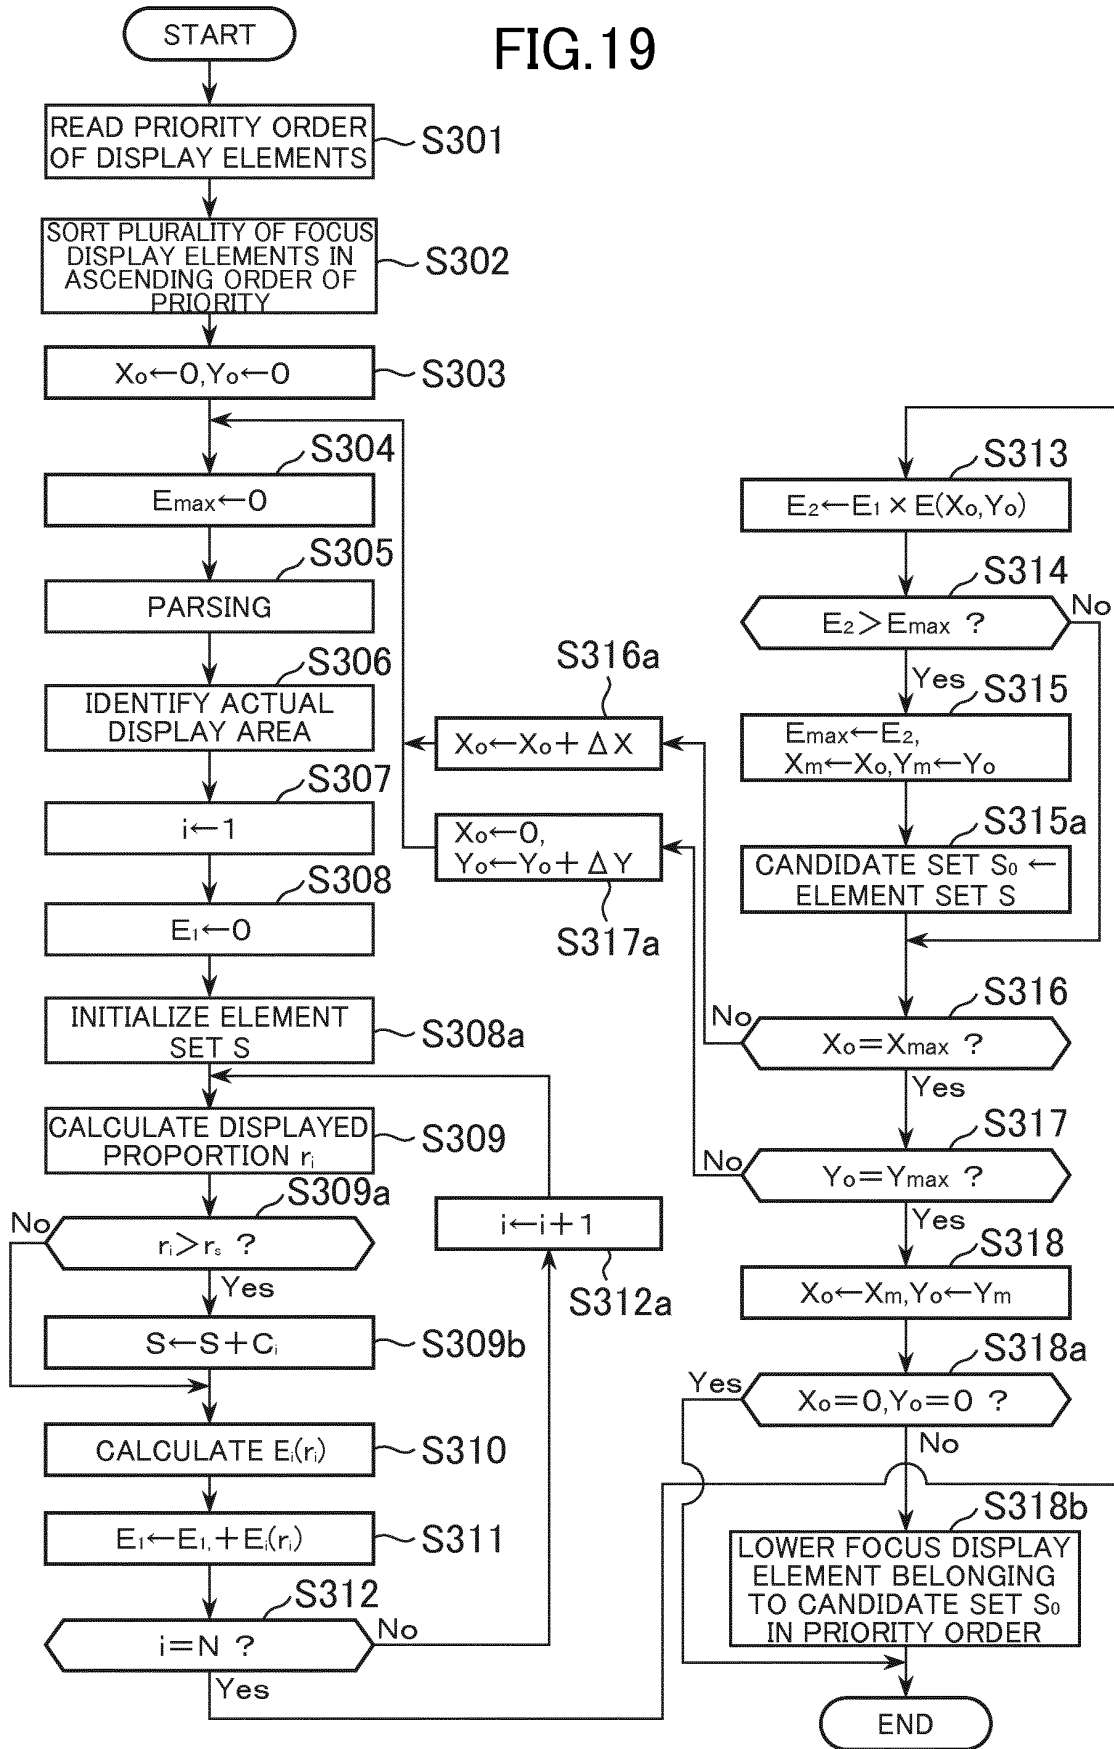 FIG.19
START
READ PRIORITY ORDER
OF DISPLAY ELEMENTS
S301
SORT PLURALITY OF FOCUS
DISPLAY ELEMENTS IN
ASCENDING ORDER OF
PRIORITY
S302
X₀←0,Y₀←0
S303
S304
Eₘₐₓ←0
S305
PARSING
S306
IDENTIFY ACTUAL
DISPLAY AREA
S307
i←1
S308
E₁←0
INITIALIZE ELEMENT
SET S
S308a
CALCULATE DISPLAYED
PROPORTION rᵢ
S309
S309a
No
rᵢ>rₛ ?
Yes
S←S+Cᵢ
S309b
CALCULATE Eᵢ(rᵢ)
S310
E₁←E₁,+Eᵢ(rᵢ)
S311
S312
i=N ?
No
Yes
i←i+1
S312a
S316a
X₀←X₀+ΔX
X₀←0,
Y₀←Y₀+ΔY
S317a
S313
E₂←E₁×E(X₀,Y₀)
S314
E₂>Eₘₐₓ ?
No
Yes
S315
Eₘₐₓ←E₂,
Xₘ←X₀,Yₘ←Y₀
S315a
CANDIDATE SET S₀ ←
ELEMENT SET S
S316
No
X₀=Xₘₐₓ ?
Yes
S317
No
Y₀=Yₘₐₓ ?
Yes
S318
X₀←Xₘ,Y₀←Yₘ
S318a
Yes
X₀=0,Y₀=0 ?
No
S318b
LOWER FOCUS DISPLAY
ELEMENT BELONGING
TO CANDIDATE SET S₀
IN PRIORITY ORDER
END